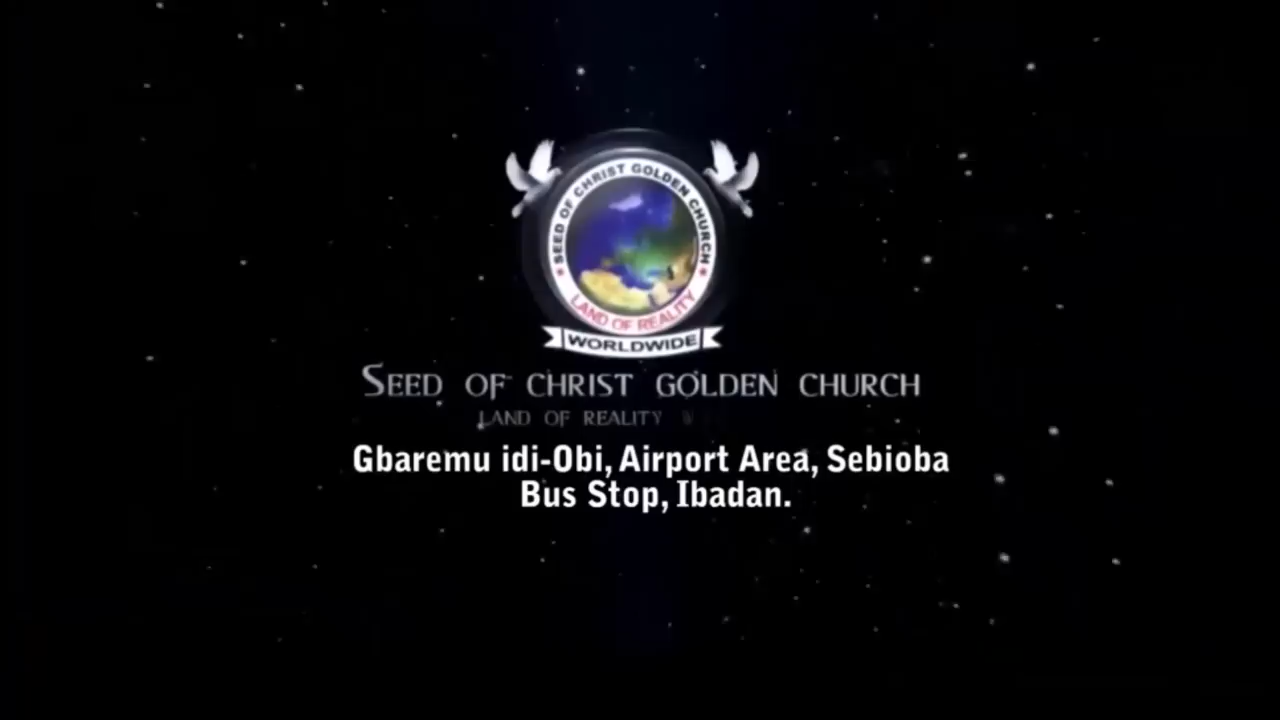 SEED OF CHRIST GOLDEN CHURCH
LAND OF REALITY
WORLDWIDE
SEED OF CHRIST GOLDEN CHURCH
LAND OF REALITY
Gbaremu idi-Obi, Airport Area, Sebioba
Bus Stop, Ibadan.